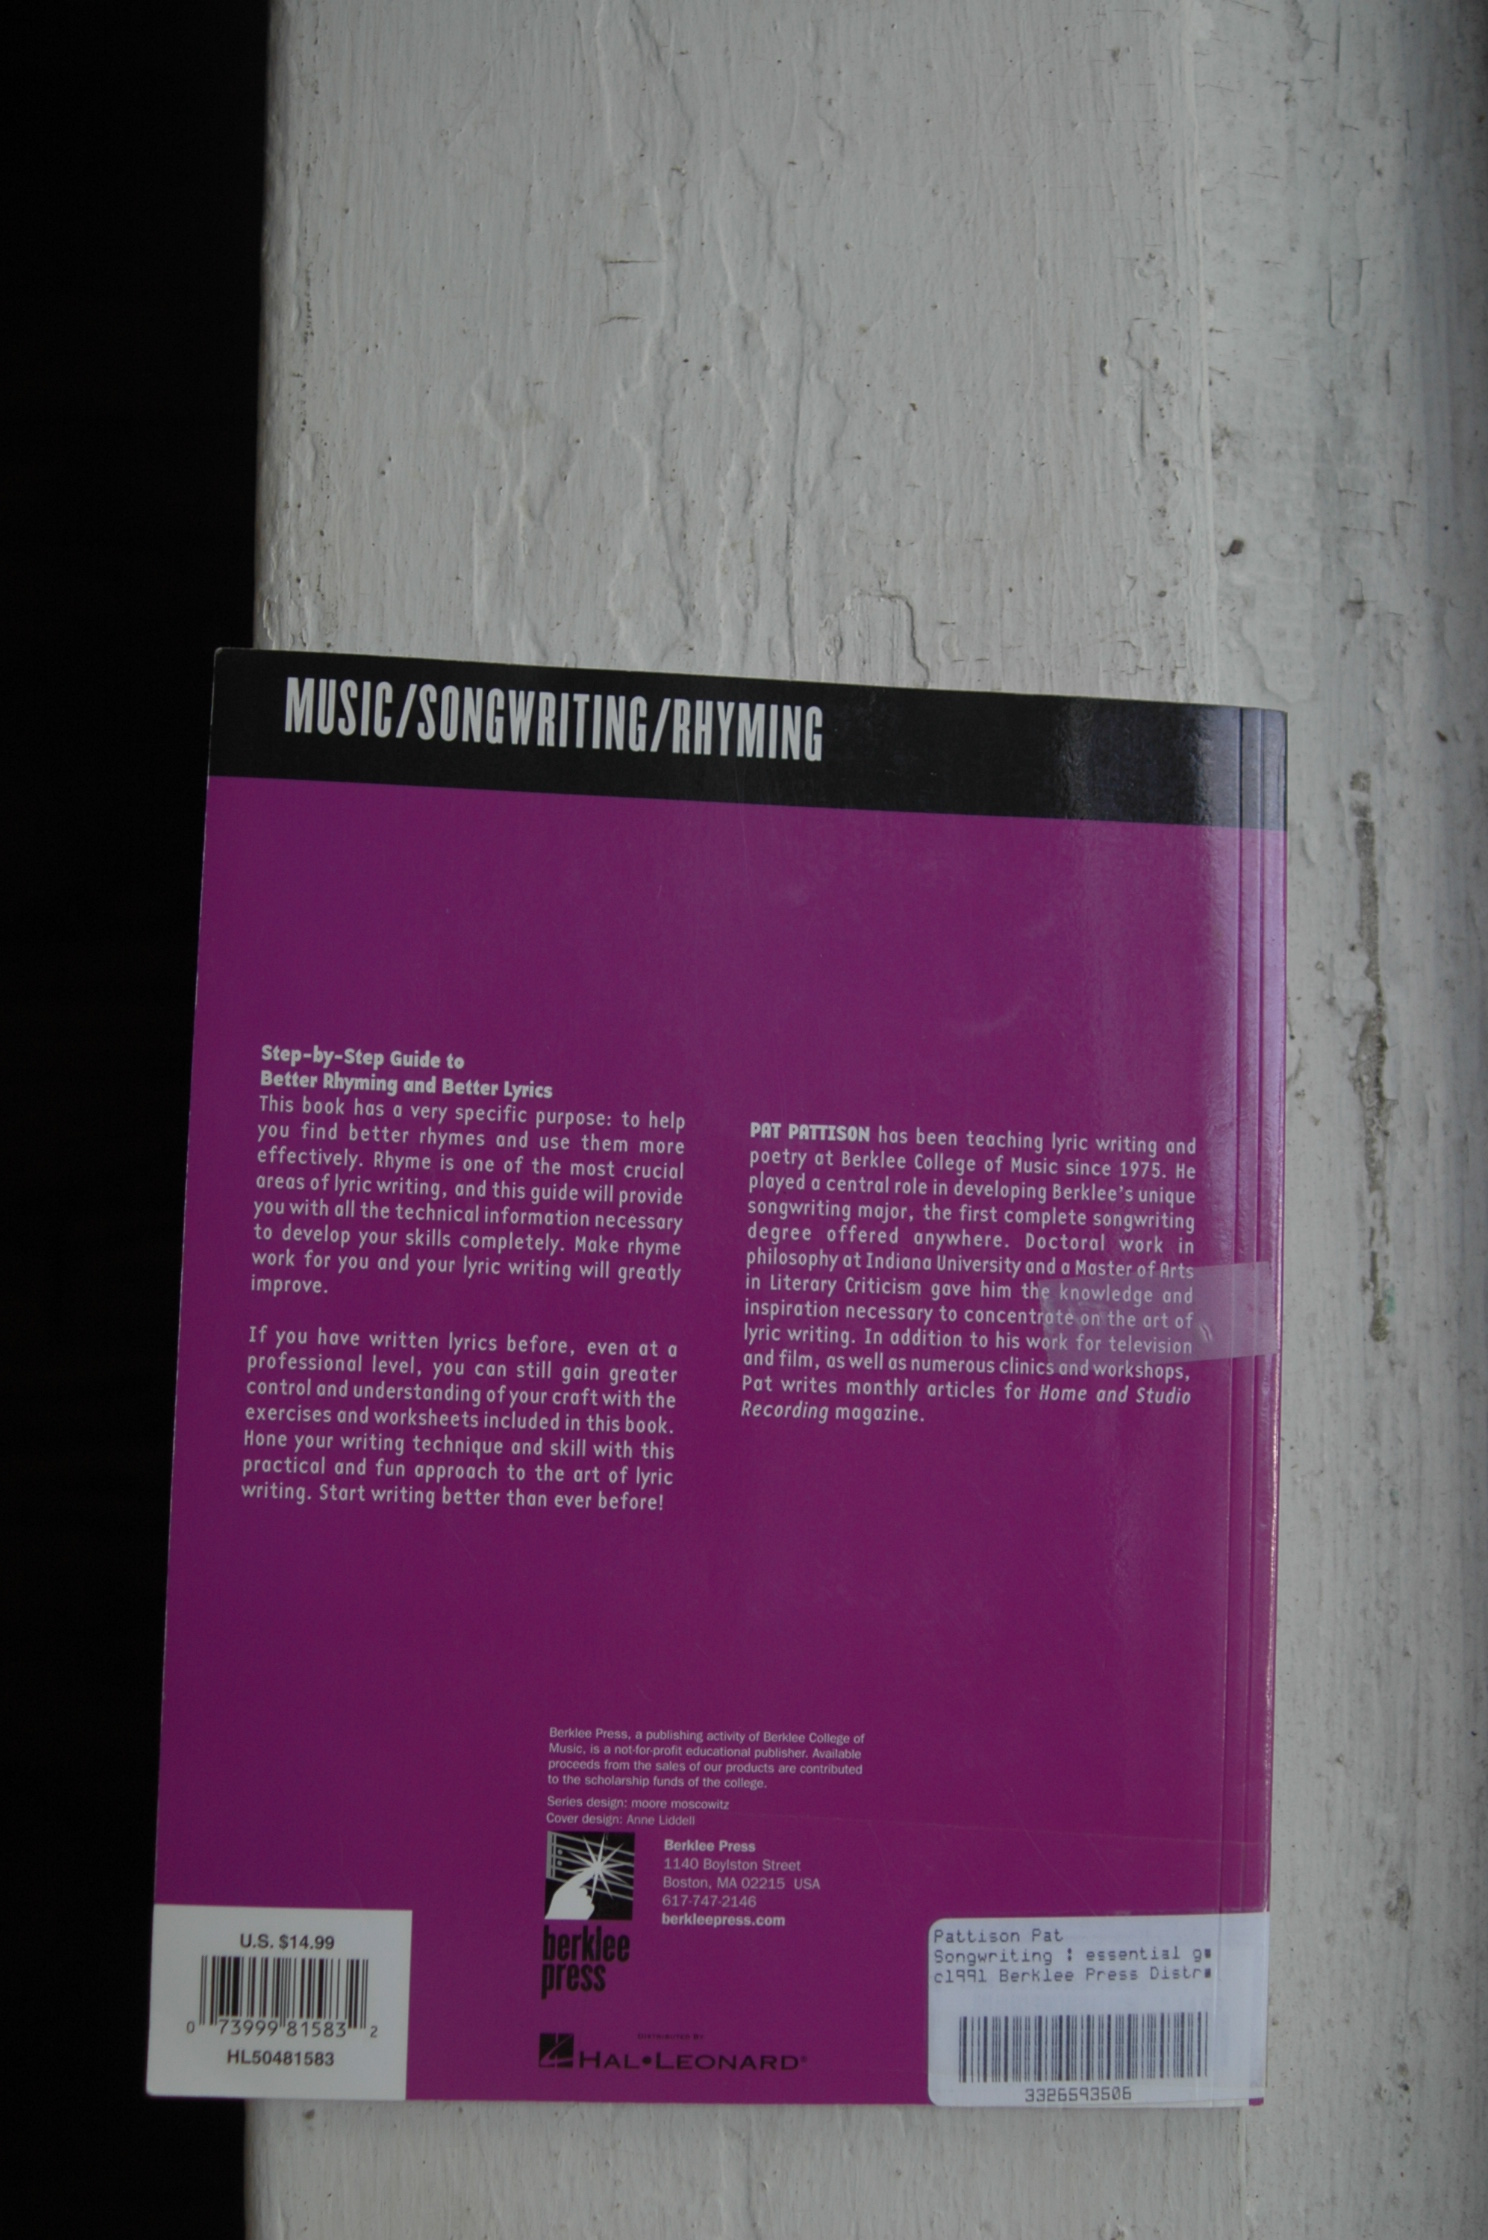 MUSIC/SONGWRITING/RHYMING
Step-by-Step Guide to
Better Rhyming and Better Lyrics
This book has a very specific purpose: to help
you find better rhymes and use them more
effectively. Rhyme is one of the most crucial
areas of lyric writing, and this guide will provide
you with all the technical information necessary
to develop your skills completely. Make rhyme
work for you and your lyric writing will greatly
improve.
If you have written lyrics before, even at a
professional level, you can still gain greater
control and understanding of your craft with the
exercises and worksheets included in this book.
Hone your writing technique and skill with this
practical and fun approach to the art of lyric
writing. Start writing better than ever before!
PAT PATTISON has been teaching lyric writing and
poetry at Berklee College of Music since 1975. He
played a central role in developing Berklee's unique
songwriting major, the first complete songwriting
degree offered anywhere. Doctoral work in
philosophy at Indiana University and a Master of Arts
in Literary Criticism gave him the knowledge and
inspiration necessary to concentrate on the art of
lyric writing. In addition to his work for television
and film, as well as numerous clinics and workshops,
Pat writes monthly articles for Home and Studio
Recording magazine.
Berklee Press, a publishing activity of Berklee College of
Music, is a not-for-profit educational publisher. Available
proceeds from the sales of our products are contributed
to the scholarship funds of the college.
Series design: moore moscowitz
Cover design: Anne Liddell
Berklee Press
1140 Boylston Street
Boston, MA 02215 USA
617-747-2146
berkleepress.com
berklee
press
DISTRIBUTED BY
HAL•LEONARD®
U.S. $14.99
0 73999 81583 2
HL50481583
Pattison Pat
Songwriting : essential g
c1991 Berklee Press Distr
3326593506